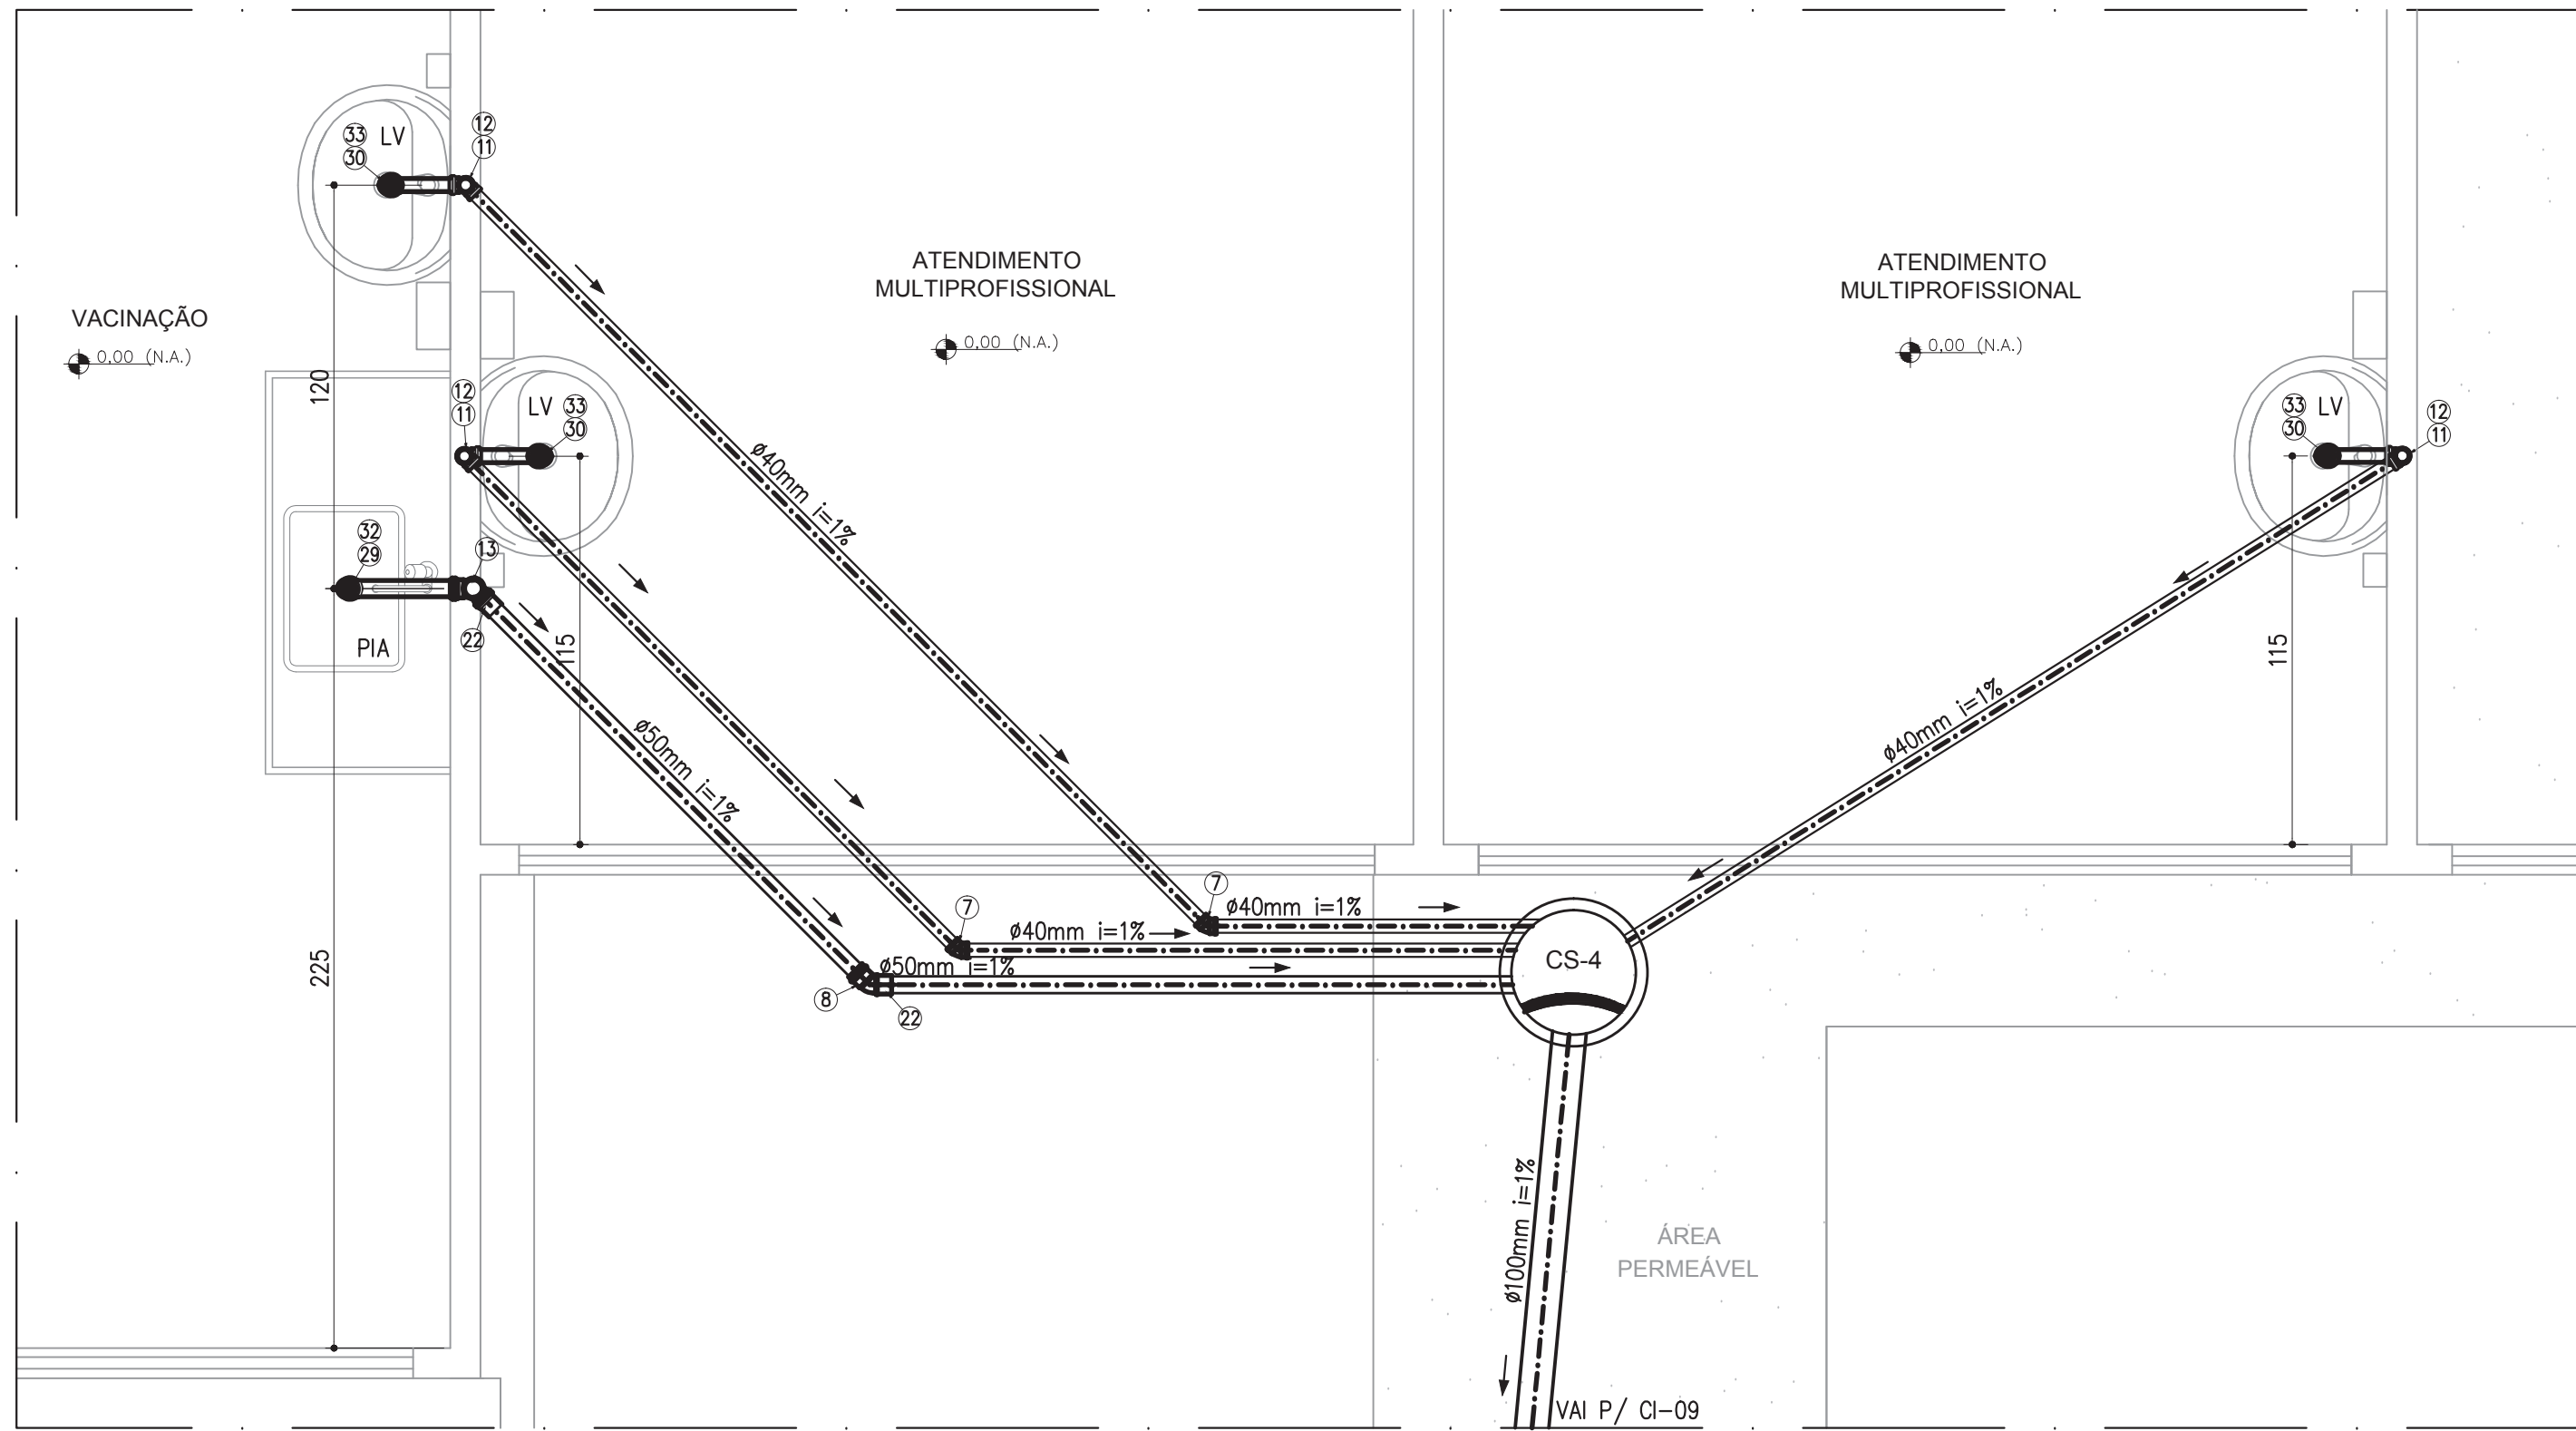 33 LV
30
12
11
ATENDIMENTO
MULTIPROFISSIONAL
0,00 (N.A.)
ATENDIMENTO
MULTIPROFISSIONAL
0,00 (N.A.)
VACINAÇÃO
0,00 (N.A.)
120
12
11
LV 33
30
33 LV
30
12
11
ø40mm i=1%
32
29
13
22
PIA
115
115
ø50mm i=1%
ø40mm i=1%
7
ø40mm i=1%
7
ø40mm i=1%
ø50mm i=1%
8
22
CS-4
225
ø100mm i=1%
ÁREA
PERMEÁVEL
VAI P/ CI-09